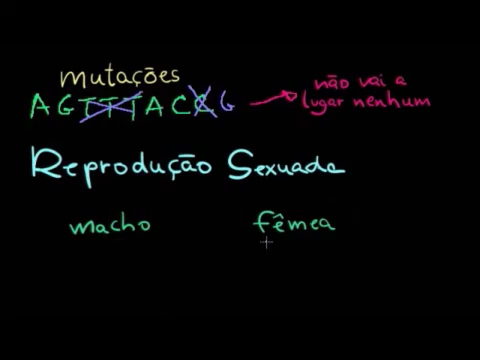 mutações
AGTTTACCG
não vai a
lugar nenhum
Reprodução Sexuada
macho fêmea